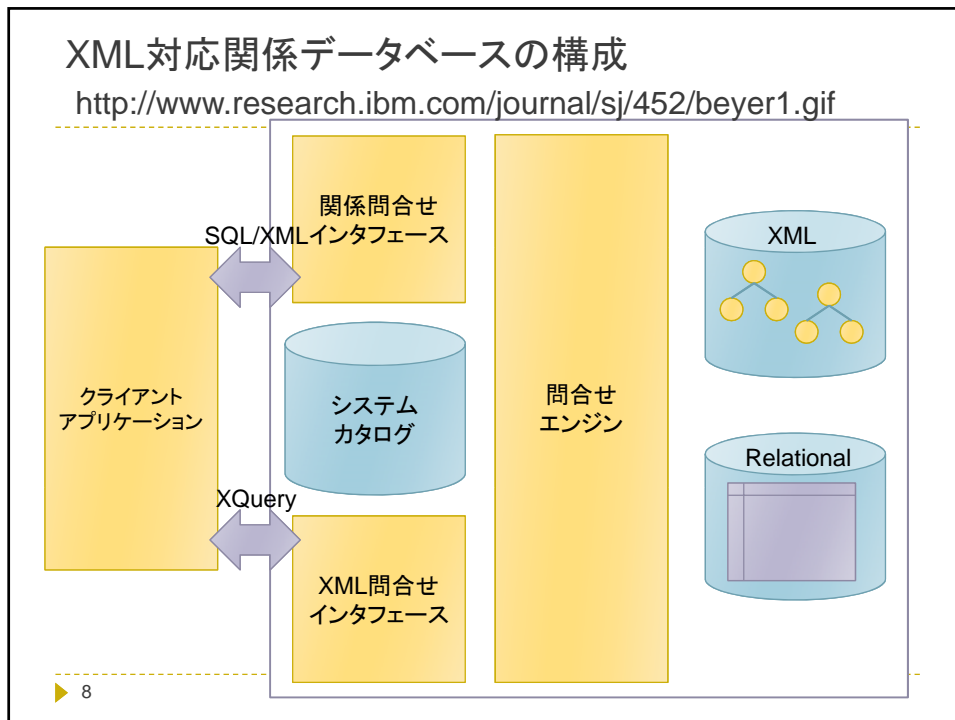 XML対応関係データベースの構成
http://www.research.ibm.com/journal/sj/452/beyer1.gif
関係問合せ
インタフェース
SQL/XML
クライアント
アプリケーション
システム
カタログ
XQuery
XML問合せ
インタフェース
問合せ
エンジン
XML
Relational
8